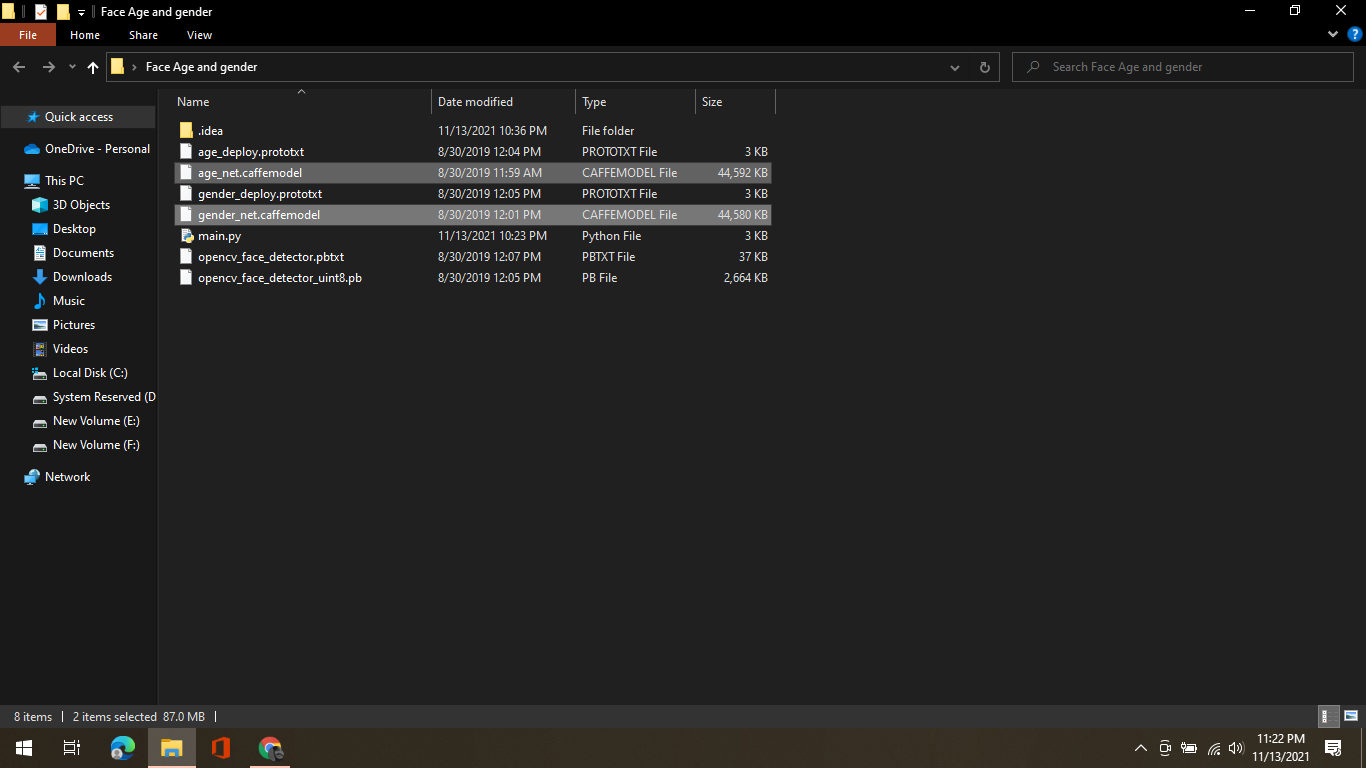 Face Age and gender
File Home Share View
Face Age and gender
Search Face Age and gender
Name Date modified Type Size
Quick access
OneDrive - Personal
This PC
3D Objects
Desktop
Documents
Downloads
Music
Pictures
Videos
Local Disk (C:)
System Reserved (D
New Volume (E:)
New Volume (F:)
Network
.idea 11/13/2021 10:36 PM File folder
age_deploy.prototxt 8/30/2019 12:04 PM PROTOTXT File 3 KB
age_net.caffemodel 8/30/2019 11:59 AM CAFFEMODEL File 44,592 KB
gender_deploy.prototxt 8/30/2019 12:05 PM PROTOTXT File 3 KB
gender_net.caffemodel 8/30/2019 12:01 PM CAFFEMODEL File 44,580 KB
main.py 11/13/2021 10:23 PM Python File 3 KB
opencv_face_detector.pbtxt 8/30/2019 12:07 PM PBTXT File 37 KB
opencv_face_detector_uint8.pb 8/30/2019 12:05 PM PB File 2,664 KB
8 items 2 items selected 87.0 MB
11:22 PM
11/13/2021